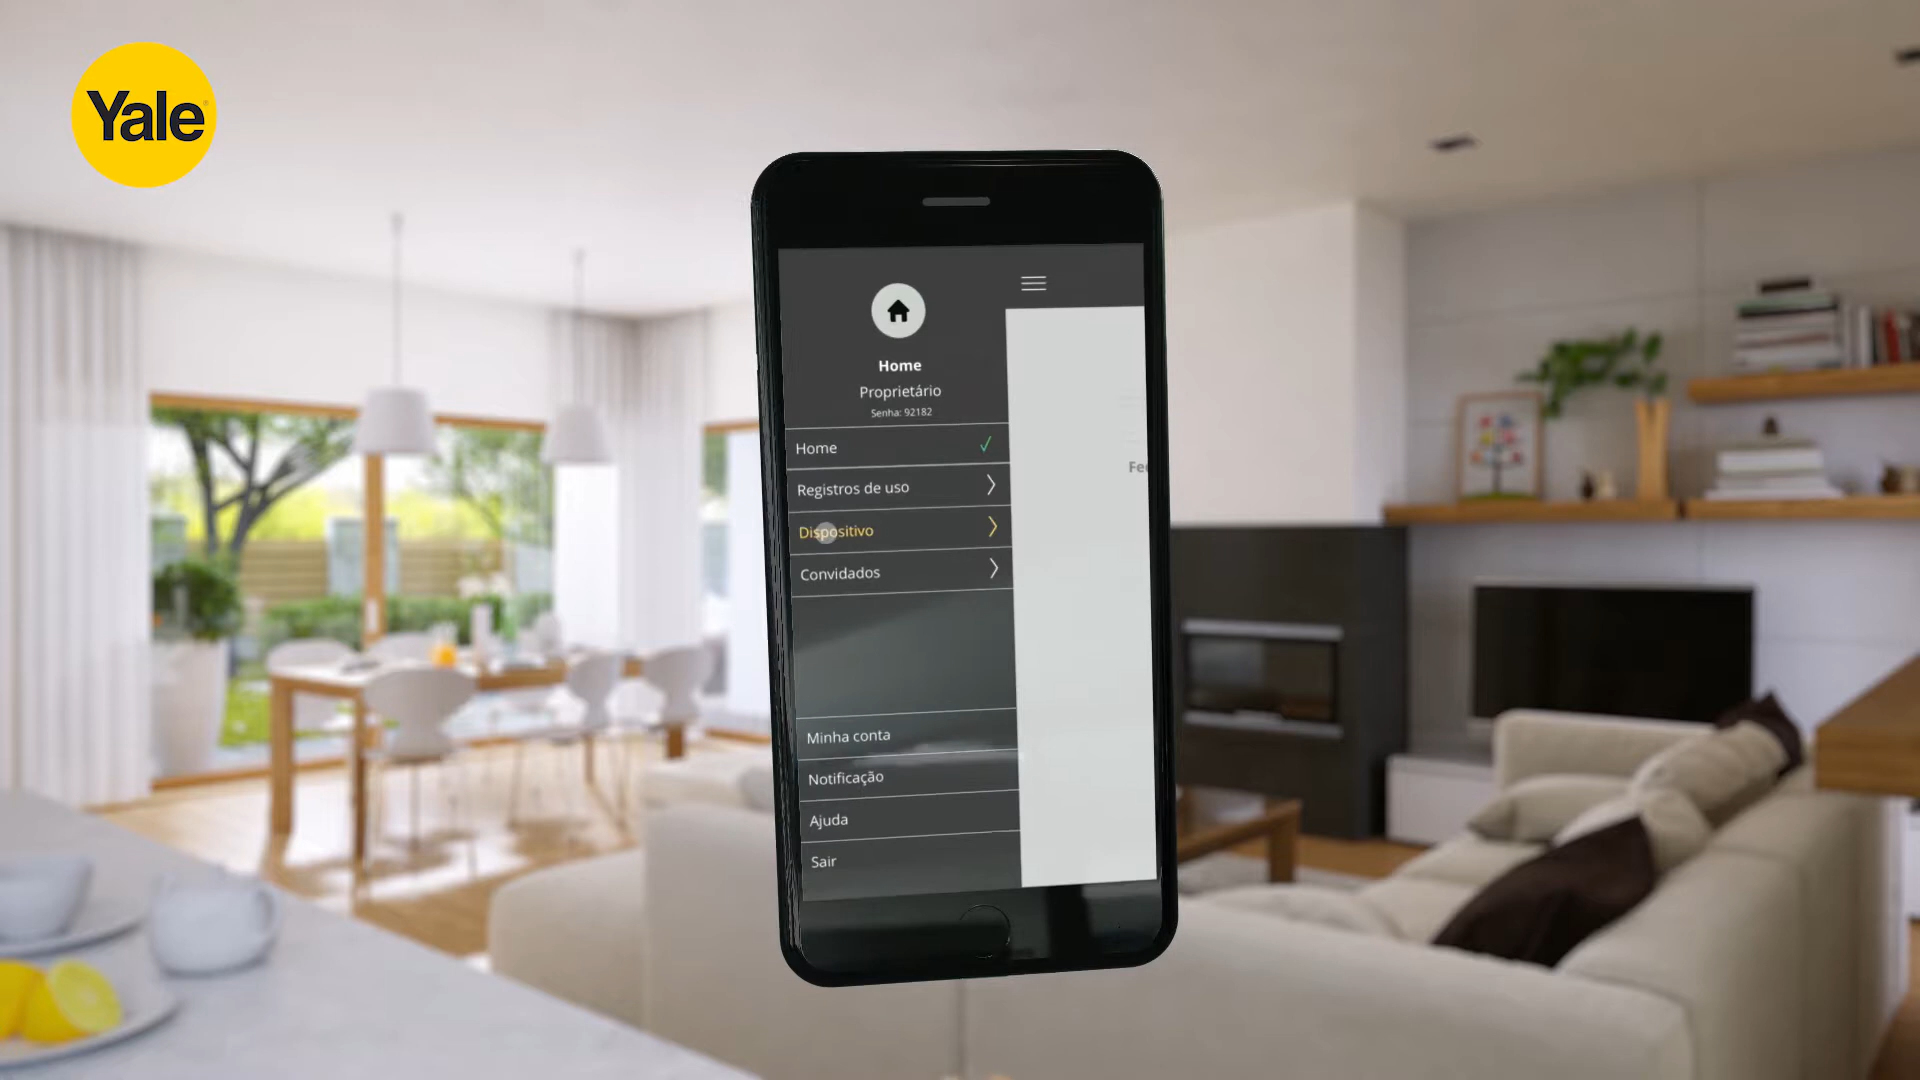 Yale
Home
Proprietário
Senha: 92182
Home
Registros de uso
Dispositivo
Convidados
Minha conta
Notificação
Ajuda
Sair